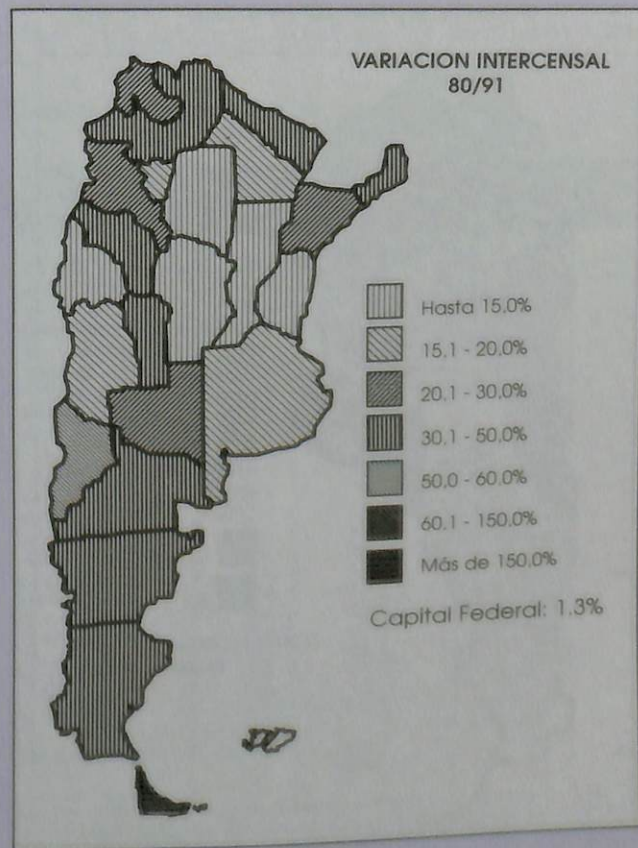 VARIACION INTERCENSAL
80/91
Hasta 15.0%
15.1 - 20.0%
20.1 - 30.0%
30.1 - 50.0%
50.0 - 60.0%
60.1 - 150.0%
Más de 150.0%
Capital Federal: 1.3%